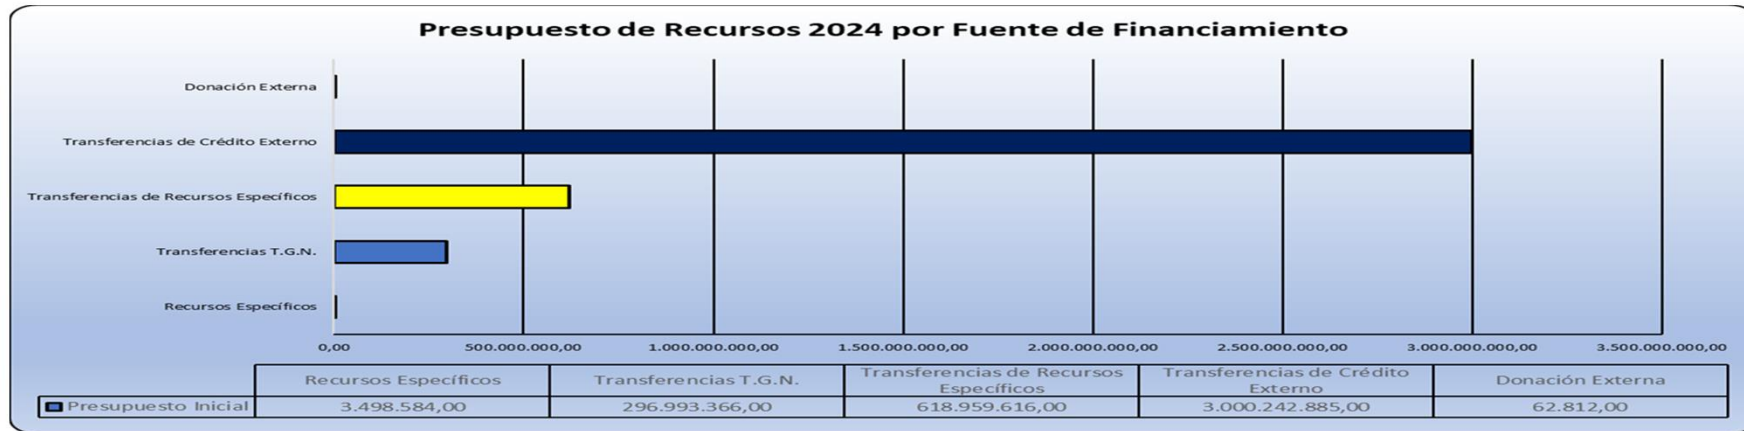 Presupuesto de Recursos 2024 por Fuente de Financiamiento
Donación Externa
Transferencias de Crédito Externo
Transferencias de Recursos Específicos
Transferencias T.G.N.
Recursos Específicos
0,00 500.000.000,00 1.000.000.000,00 1.500.000.000,00 2.000.000.000,00 2.500.000.000,00 3.000.000.000,00 3.500.000.000,00
Recursos Específicos Transferencias T.G.N. Transferencias de Recursos Específicos Transferencias de Crédito Externo Donación Externa
Presupuesto Inicial 3.498.584,00 296.993.366,00 618.959.616,00 3.000.242.885,00 62.812,00